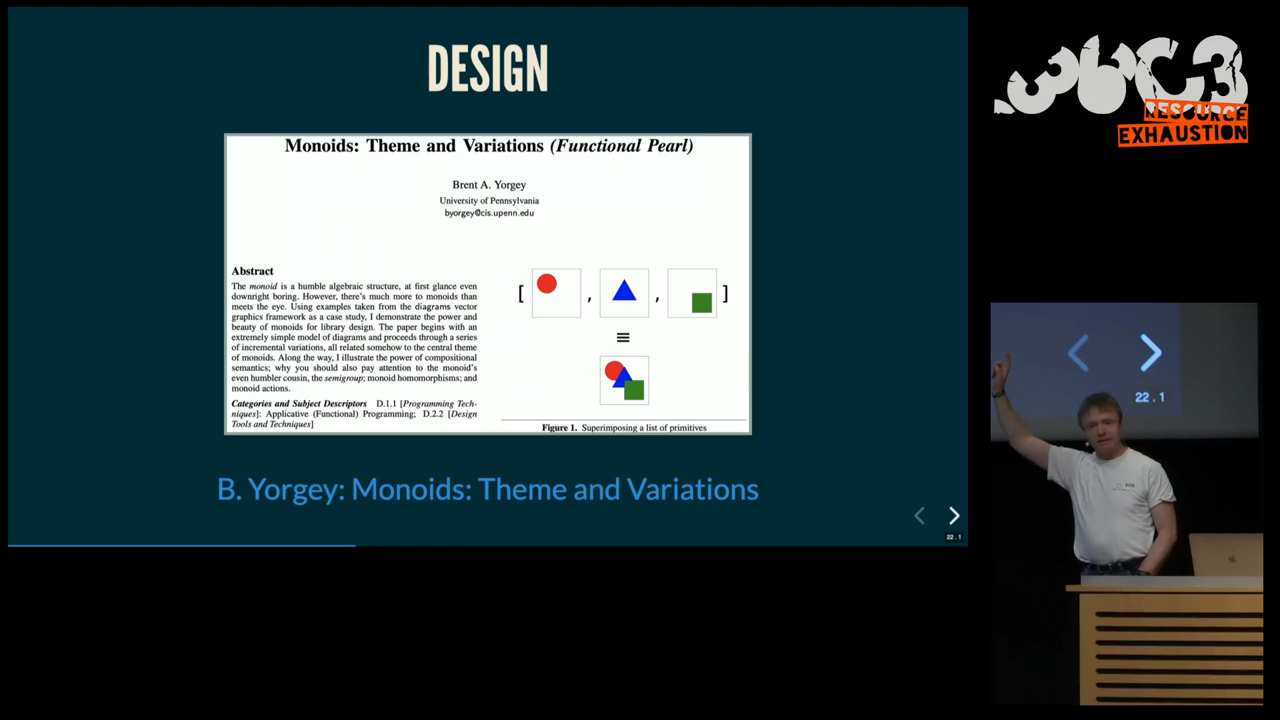 DESIGN
Monoids: Theme and Variations (Functional Pearl)
Brent A. Yorgey
University of Pennsylvania
byorgey@cis.upenn.edu
Abstract
The monoid is a humble algebraic structure, at first glance even
downright boring. However, there's much more to monoids than
meets the eye. Using examples taken from the diagrams vector
graphics framework as a case study, I demonstrate the power and
beauty of monoids for library design. The paper begins with an
extremely simple model of diagrams and proceeds through a series
of incremental variations, all related somehow to the central theme
of monoids. Along the way, I illustrate the power of compositional
semantics; why you should also pay attention to the monoid's
even humbler cousin, the semigroup; monoid homomorphisms; and
monoid actions.
Categories and Subject Descriptors D.1.1 [Programming Tech-
niques]: Applicative (Functional) Programming; D.2.2 [Design
Tools and Techniques]
[ , , ]
≡
Figure 1. Superimposing a list of primitives
B. Yorgey: Monoids: Theme and Variations
22.1
36C3
RESOURCE
EXHAUSTION
22.1